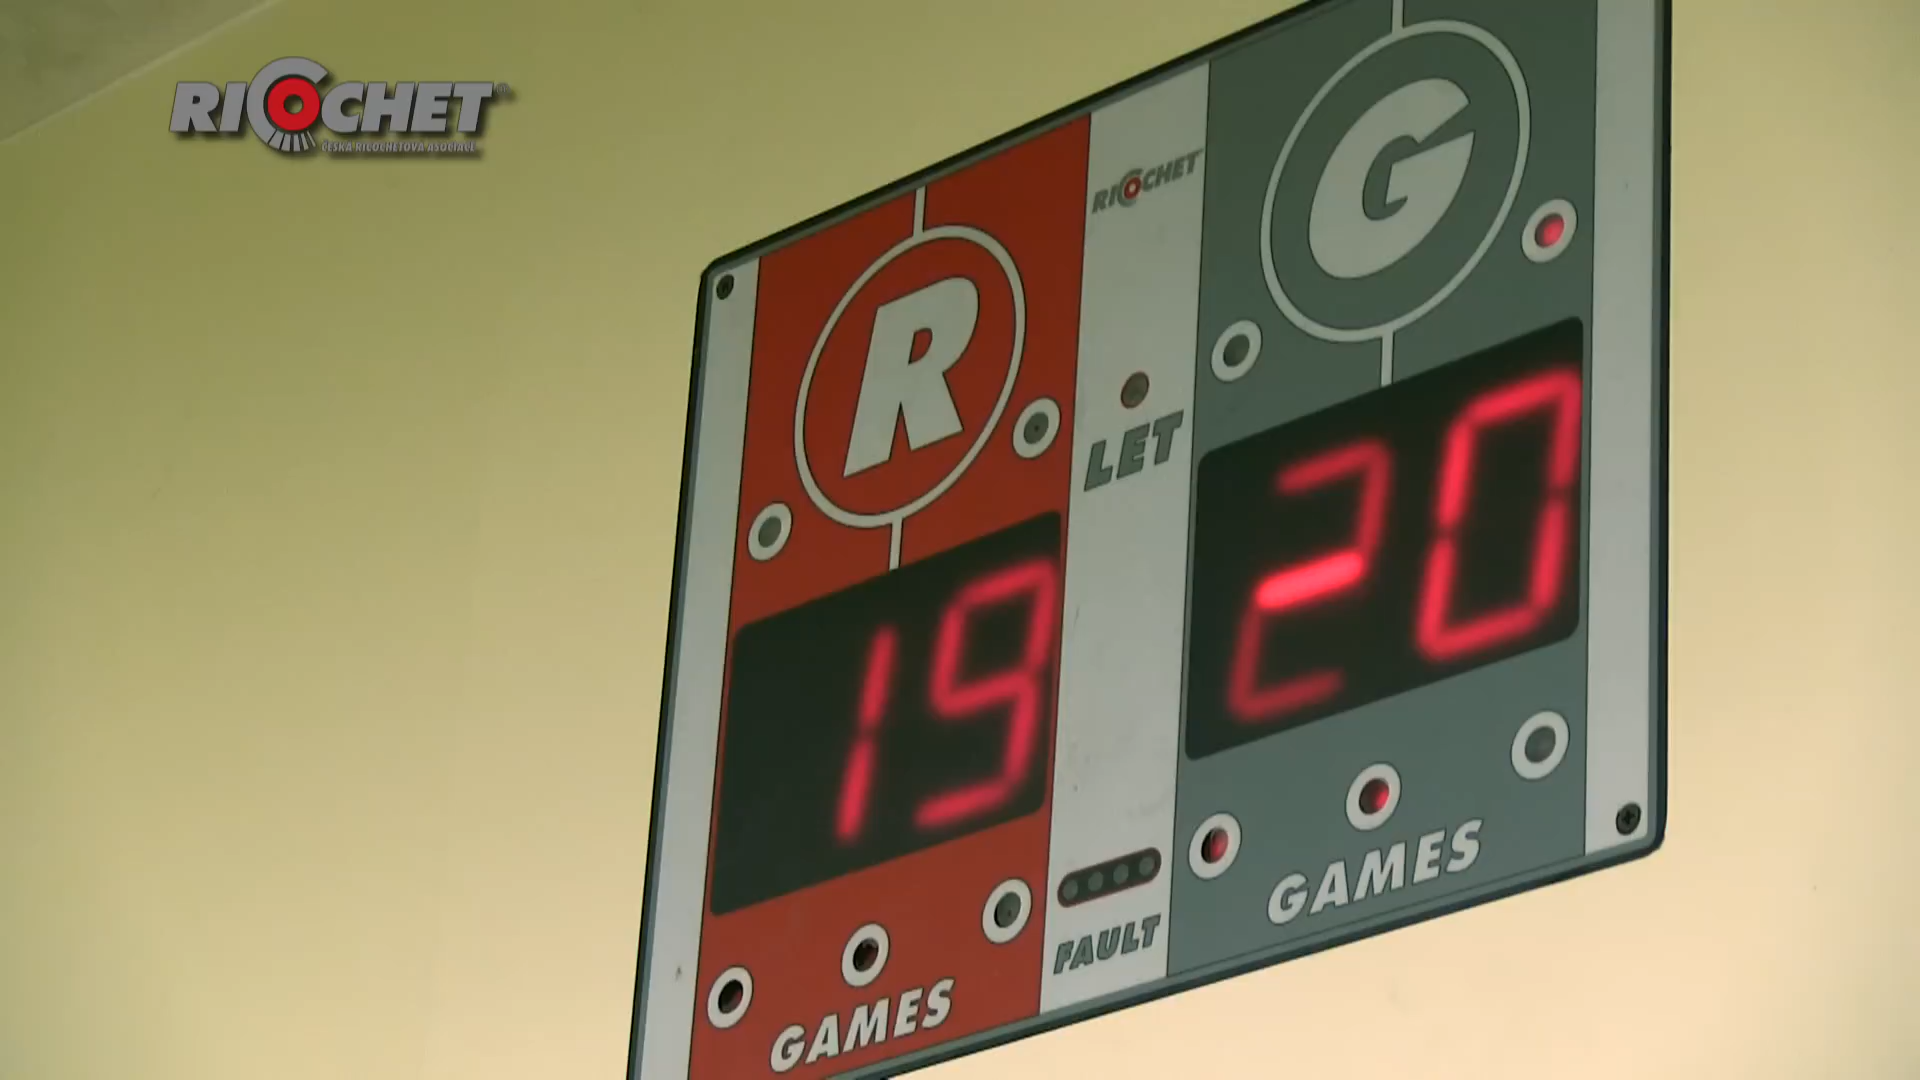 RICOCHET®
ČESKÁ RICOCHETOVÁ ASOCIACE
R
RICOCHET
G
LET
19
20
GAMES
FAULT
GAMES